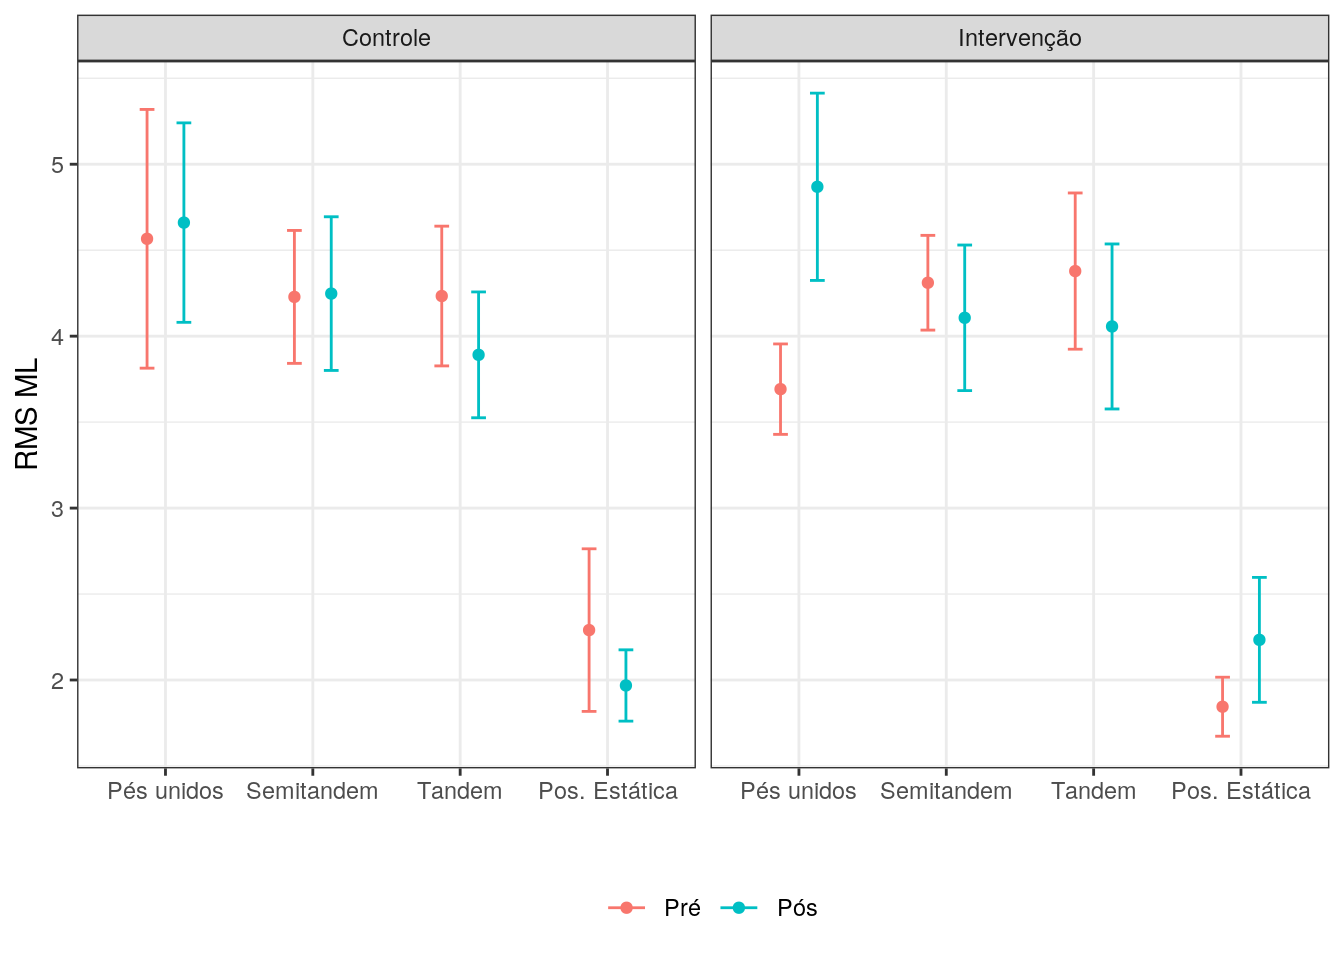 Controle Intervenção
RMS ML
5
4
3
2
Pés unidos Semitandem Tandem Pos. Estática Pés unidos Semitandem Tandem Pos. Estática
Pré Pós